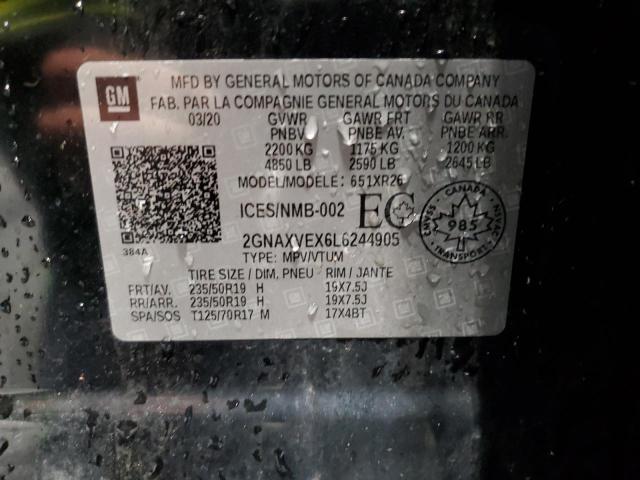 GM
MFD BY GENERAL MOTORS OF CANADA COMPANY
FAB. PAR LA COMPAGNIE GENERAL MOTORS DU CANADA
03/20 GVWR GAWR FRT GAWR RR
PNBV PNBE AV. PNBE ARR.
2200 KG 1175 KG 1200 KG
4850 LB 2590 LB 2645 LB
MODEL/MODELE: 651XR26
ICES/NMB-002 EC
CANADA
985
TRANSPORT
CMVSS
NSVAC
2GNAXVEX6L6244905
384A
TYPE: MPV/VTUM
TIRE SIZE / DIM. PNEU RIM / JANTE
FRT/AV. 235/50R19 H 19X7.5J
RR/ARR. 235/50R19 H 19X7.5J
SPA/SOS T125/70R17 M 17X4BT